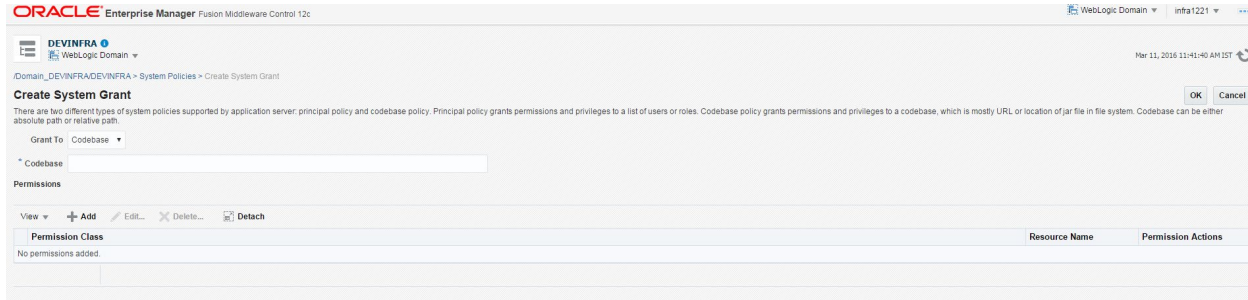 ORACLE Enterprise Manager Fusion Middleware Control 12c
WebLogic Domain infra1221
DEVINFRA
WebLogic Domain
Mar 11, 2016 11:41:40 AM IST
/Domain_DEVINFRA/DEVINFRA > System Policies > Create System Grant
Create System Grant
OK Cancel
There are two different types of system policies supported by application server: principal policy and codebase policy. Principal policy grants permissions and privileges to a list of users or roles. Codebase policy grants permissions and privileges to a codebase, which is mostly URL or location of jar file in file system. Codebase can be either
absolute path or relative path.
Grant To Codebase
* Codebase
Permissions
View Add Edit... Delete... Detach
Permission Class Resource Name Permission Actions
No permissions added.